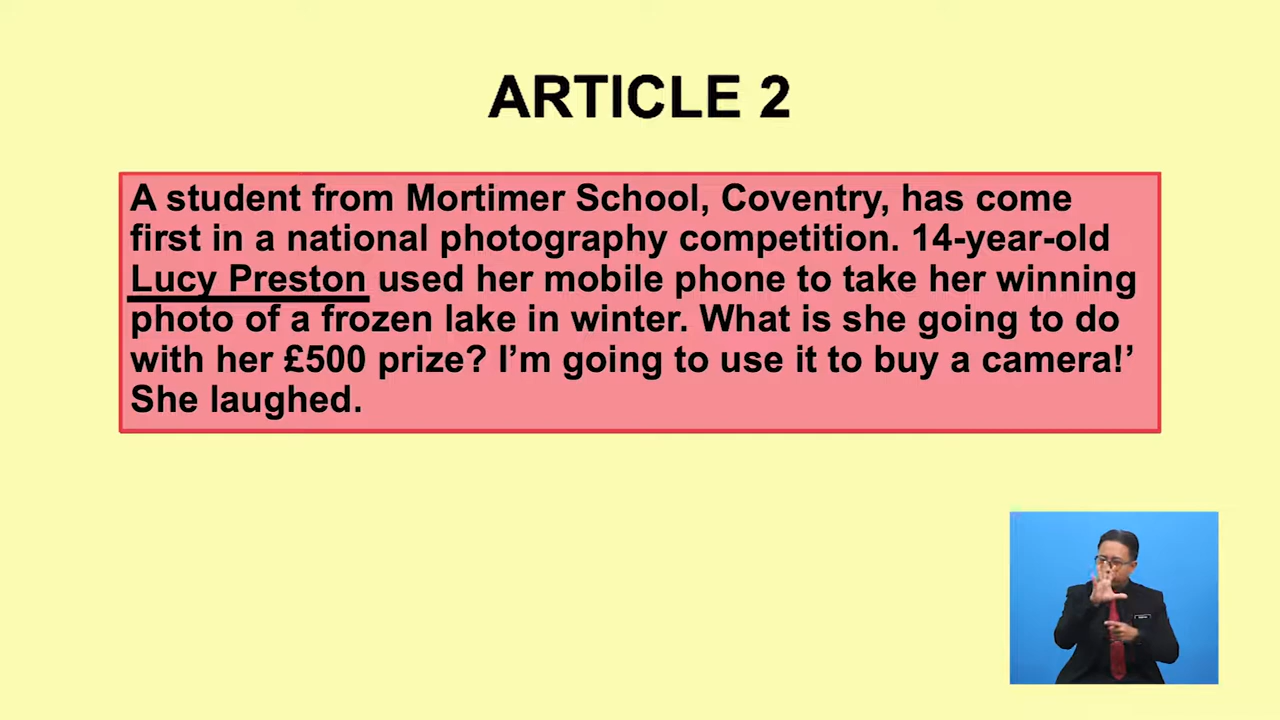 ARTICLE 2
A student from Mortimer School, Coventry, has come
first in a national photography competition. 14-year-old
Lucy Preston used her mobile phone to take her winning
photo of a frozen lake in winter. What is she going to do
with her £500 prize? I’m going to use it to buy a camera!’
She laughed.